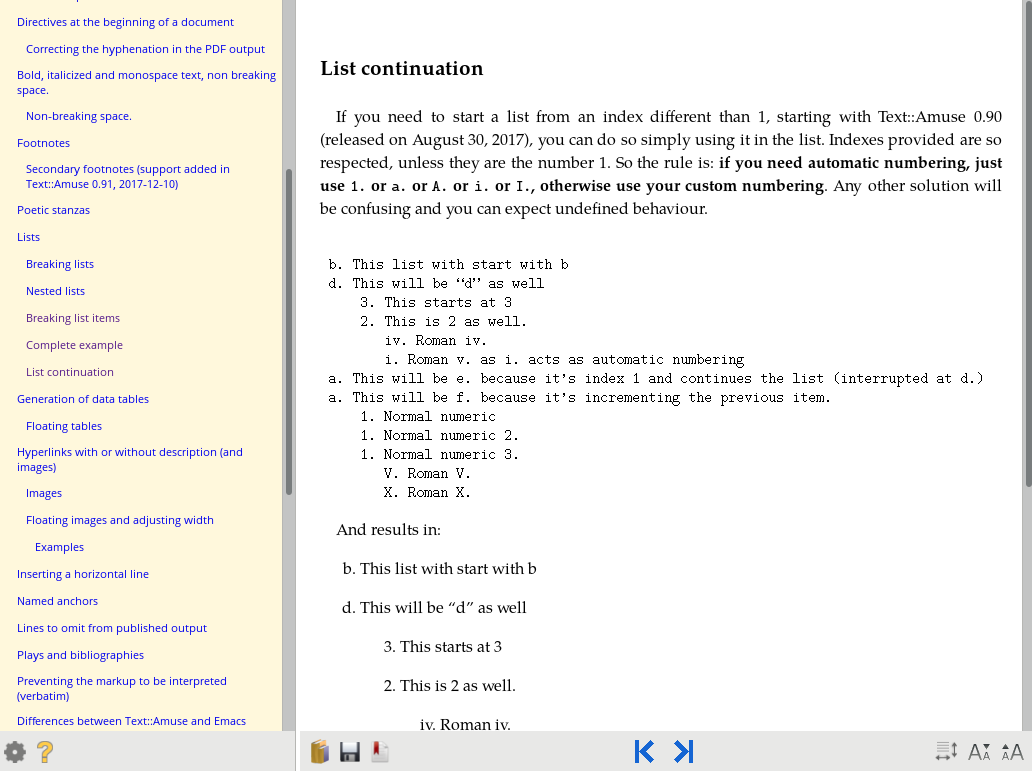 Directives at the beginning of a document
Correcting the hyphenation in the PDF output
Bold, italicized and monospace text, non breaking
space.
Non-breaking space.
Footnotes
Secondary footnotes (support added in
Text::Amuse 0.91, 2017-12-10)
Poetic stanzas
Lists
Breaking lists
Nested lists
Breaking list items
Complete example
List continuation
Generation of data tables
Floating tables
Hyperlinks with or without description (and
images)
Images
Floating images and adjusting width
Examples
Inserting a horizontal line
Named anchors
Lines to omit from published output
Plays and bibliographies
Preventing the markup to be interpreted
(verbatim)
Differences between Text::Amuse and Emacs
List continuation
If you need to start a list from an index different than 1, starting with Text::Amuse 0.90
(released on August 30, 2017), you can do so simply using it in the list. Indexes provided are so
respected, unless they are the number 1. So the rule is: if you need automatic numbering, just
use 1. or a. or A. or i. or I., otherwise use your custom numbering. Any other solution will
be confusing and you can expect undefined behaviour.
b. This list with start with b
d. This will be “d” as well
3. This starts at 3
2. This is 2 as well.
iv. Roman iv.
i. Roman v. as i. acts as automatic numbering
a. This will be e. because it’s index 1 and continues the list (interrupted at d.)
a. This will be f. because it’s incrementing the previous item.
1. Normal numeric
1. Normal numeric 2.
1. Normal numeric 3.
V. Roman V.
X. Roman X.
And results in:
b. This list with start with b
d. This will be “d” as well
3. This starts at 3
2. This is 2 as well.
iv. Roman iv.